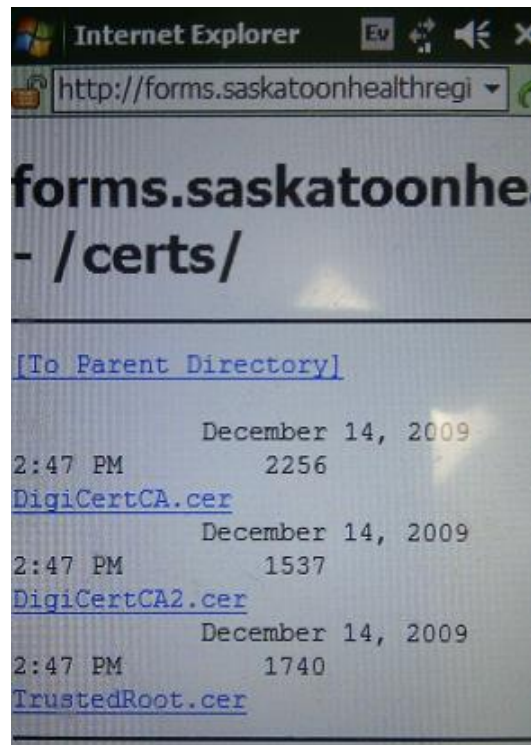 Internet Explorer
Ev
http://forms.saskatoonhealthregi
forms.saskatoonhe
- /certs/
[To Parent Directory]
December 14, 2009
2:47 PM 2256
DigiCertCA.cer
December 14, 2009
2:47 PM 1537
DigiCertCA2.cer
December 14, 2009
2:47 PM 1740
TrustedRoot.cer